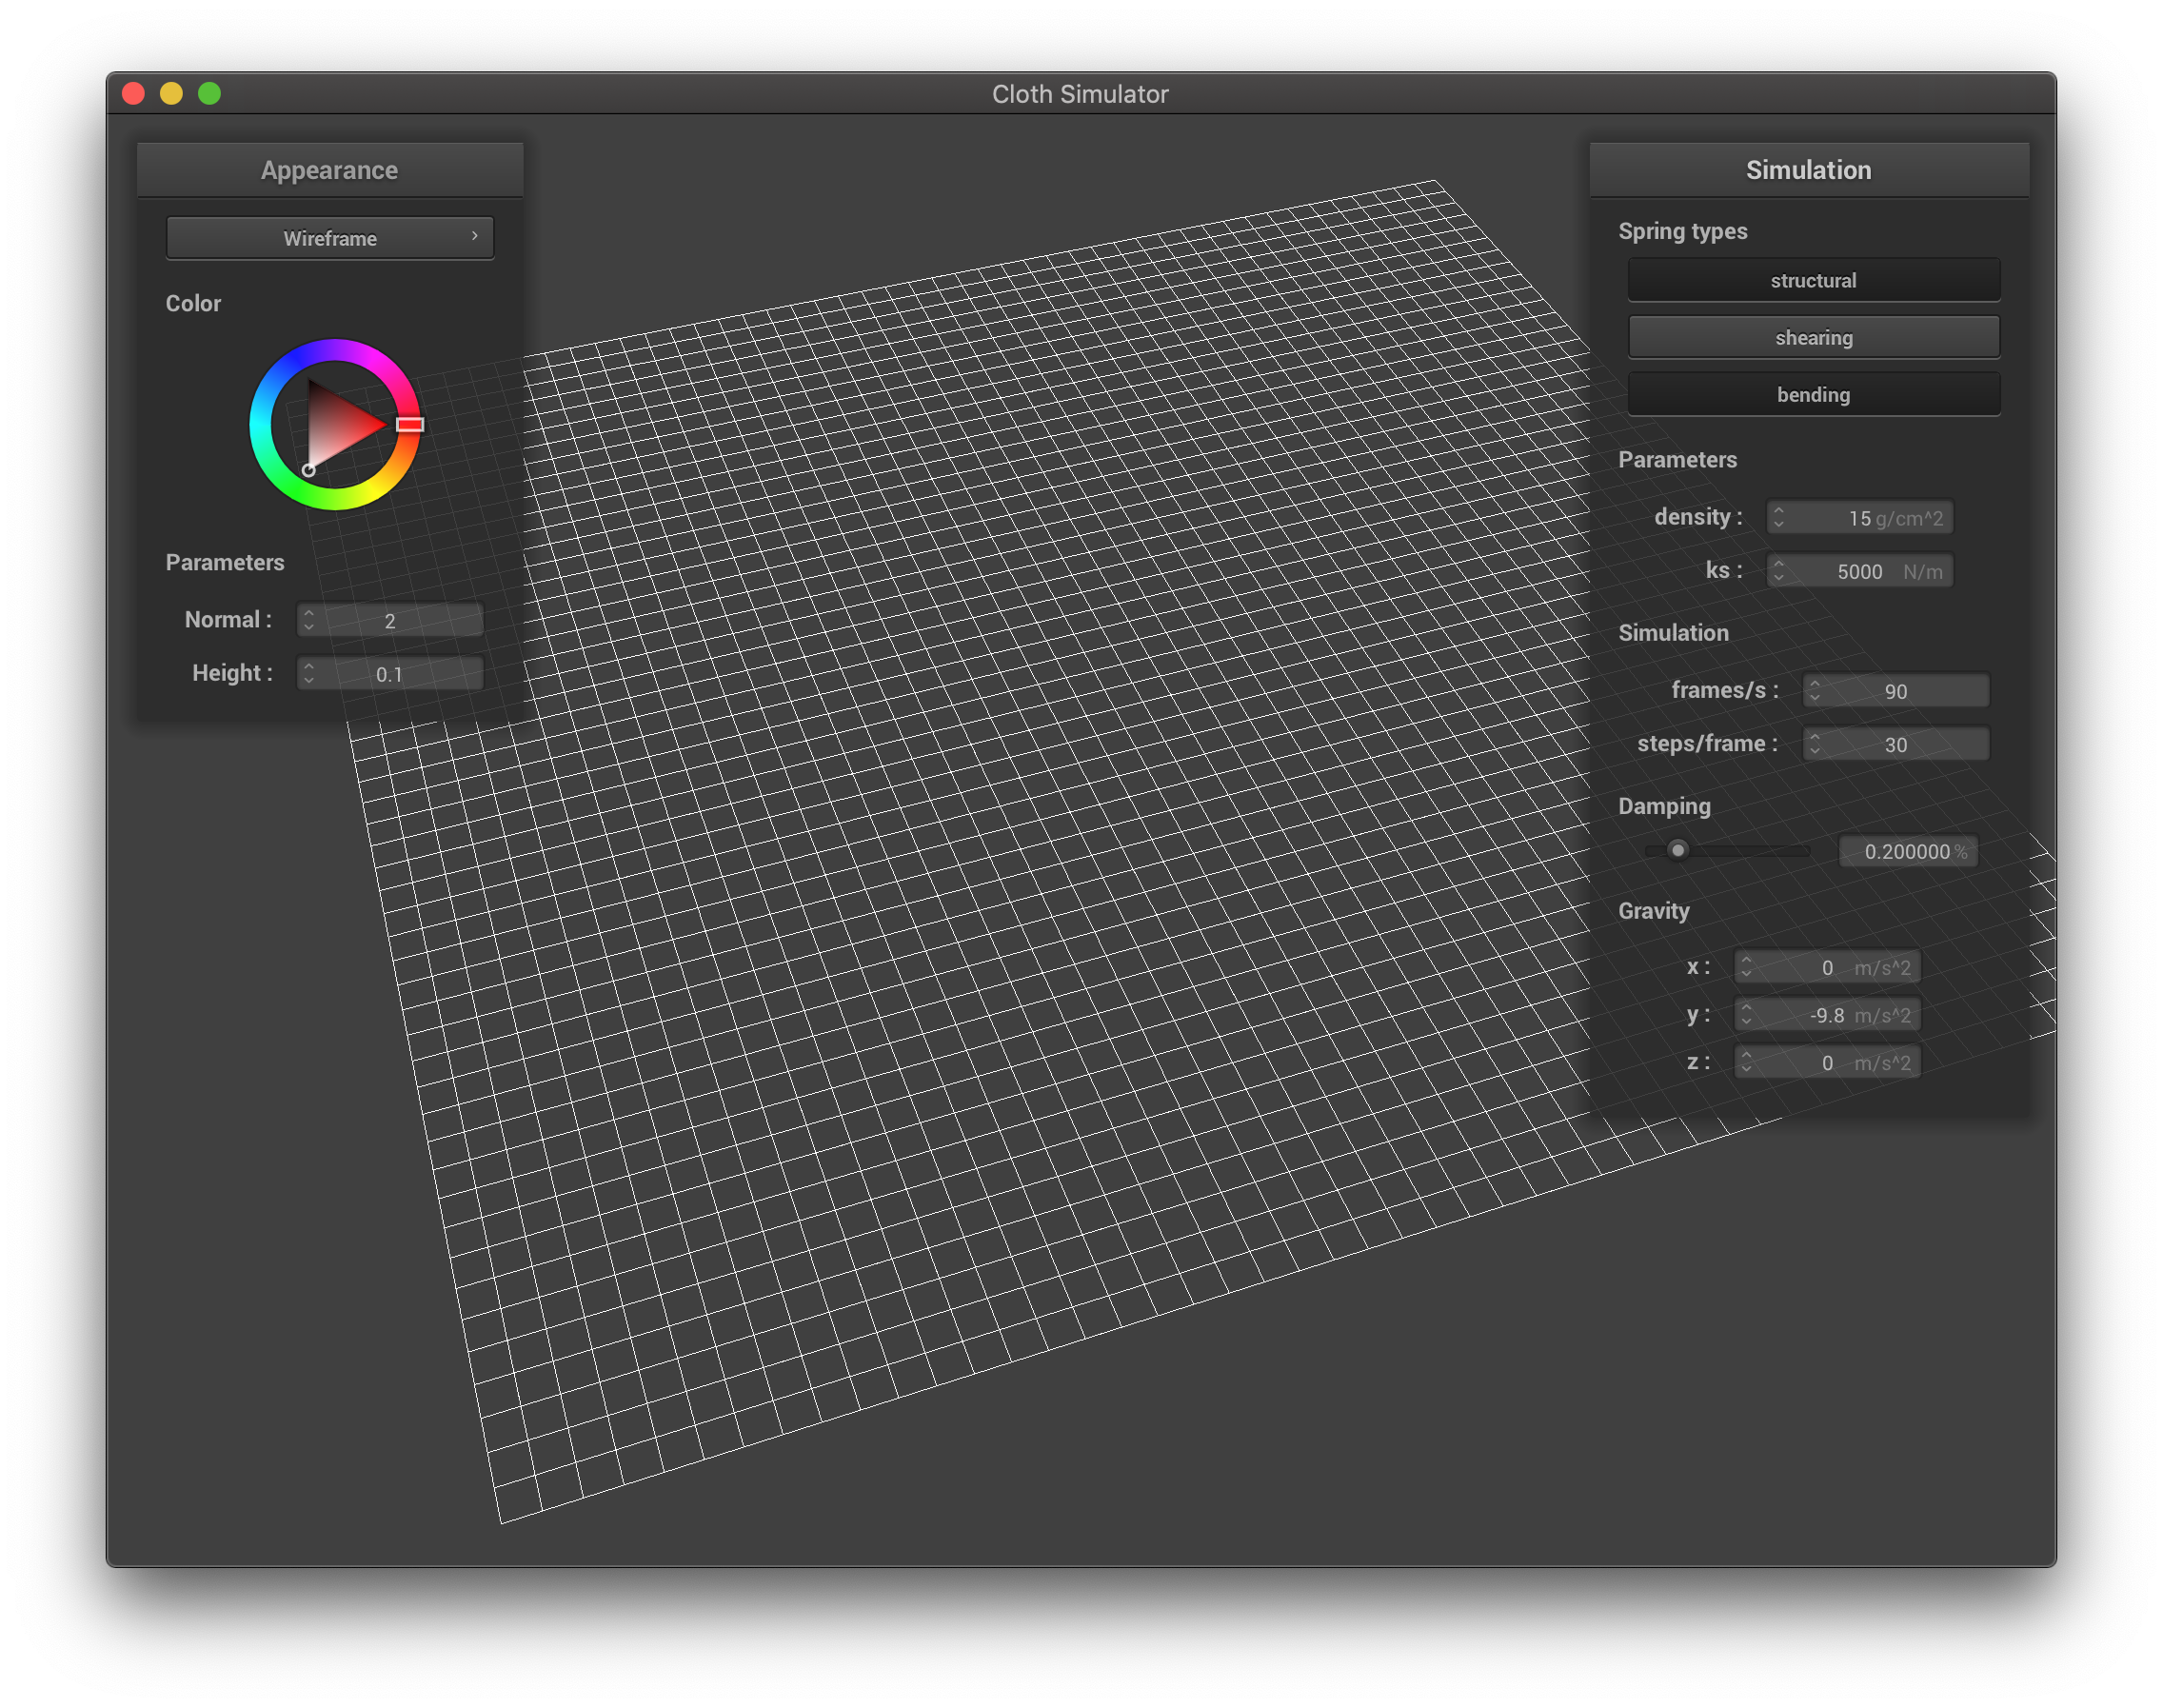 Cloth Simulator
Appearance
Wireframe
Color
Parameters
Normal : 2
Height : 0.1
Simulation
Spring types
structural
shearing
bending
Parameters
density : 15 g/cm^2
ks : 5000 N/m
Simulation
frames/s : 90
steps/frame : 30
Damping
0.200000 %
Gravity
x : 0 m/s^2
y : -9.8 m/s^2
z : 0 m/s^2